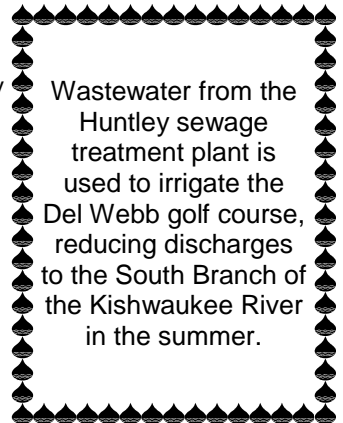 Wastewater from the
Huntley sewage
treatment plant is
used to irrigate the
Del Webb golf course,
reducing discharges
to the South Branch of
the Kishwaukee River
in the summer.